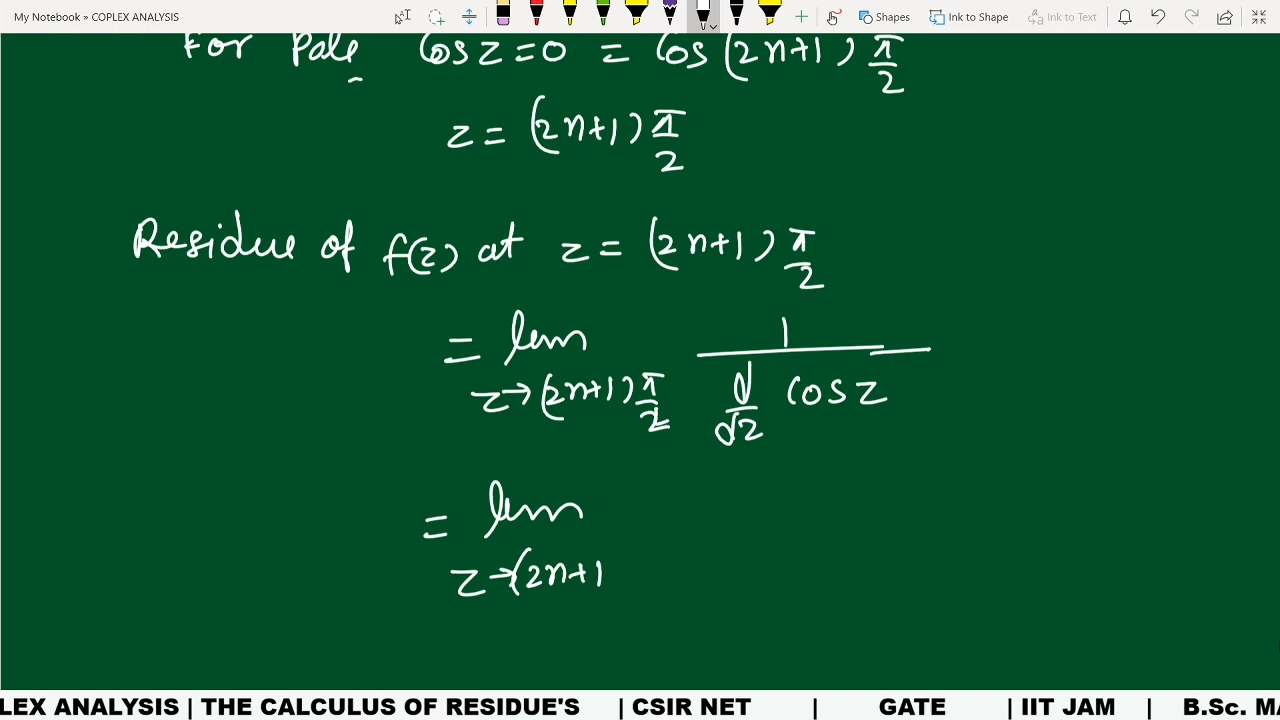 My Notebook » COPLEX ANALYSIS Shapes Ink to Shape Ink to Text
For Pole Cos z = 0 = Cos (2n+1) π/2
z = (2n+1) π/2
Residue of f(z) at z = (2n+1) π/2
= lim z→(2n+1) π/2 1 / d/dz cos z
= lim z→(2n+1
LEX ANALYSIS | THE CALCULUS OF RESIDUE'S | CSIR NET | GATE | IIT JAM | B.Sc. MA